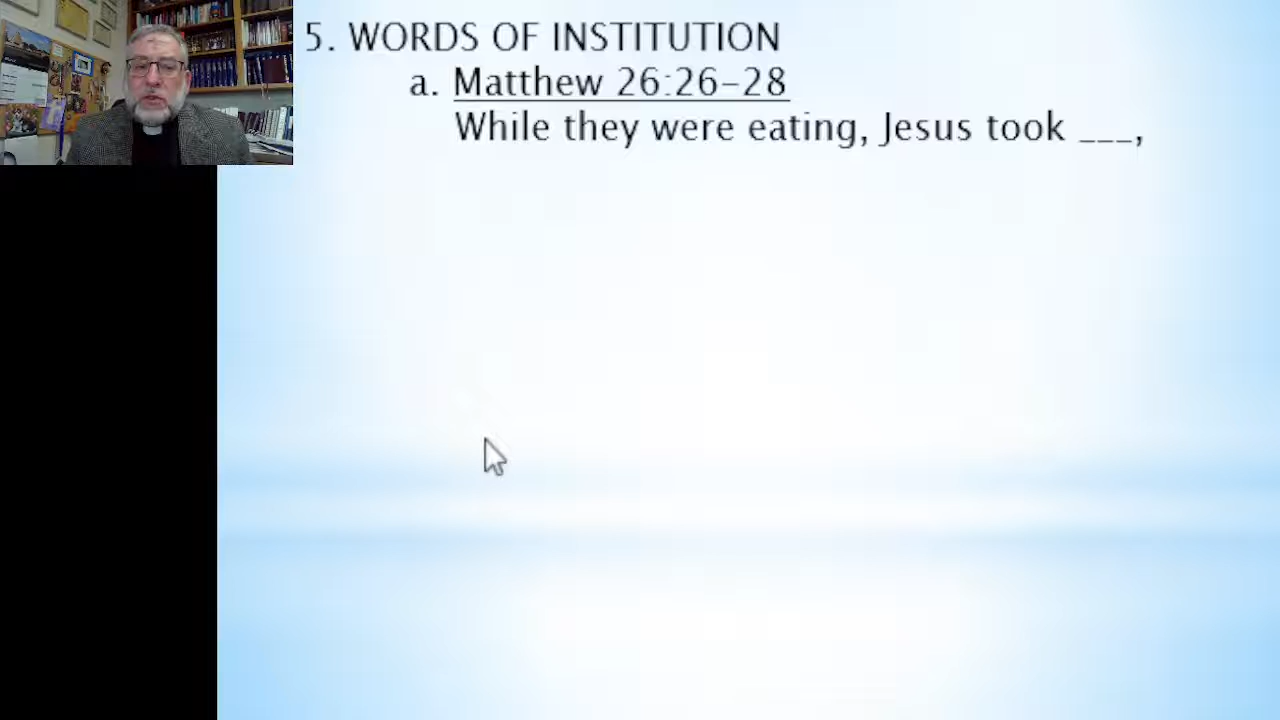 5. WORDS OF INSTITUTION
a. Matthew 26:26-28
While they were eating, Jesus took ___,